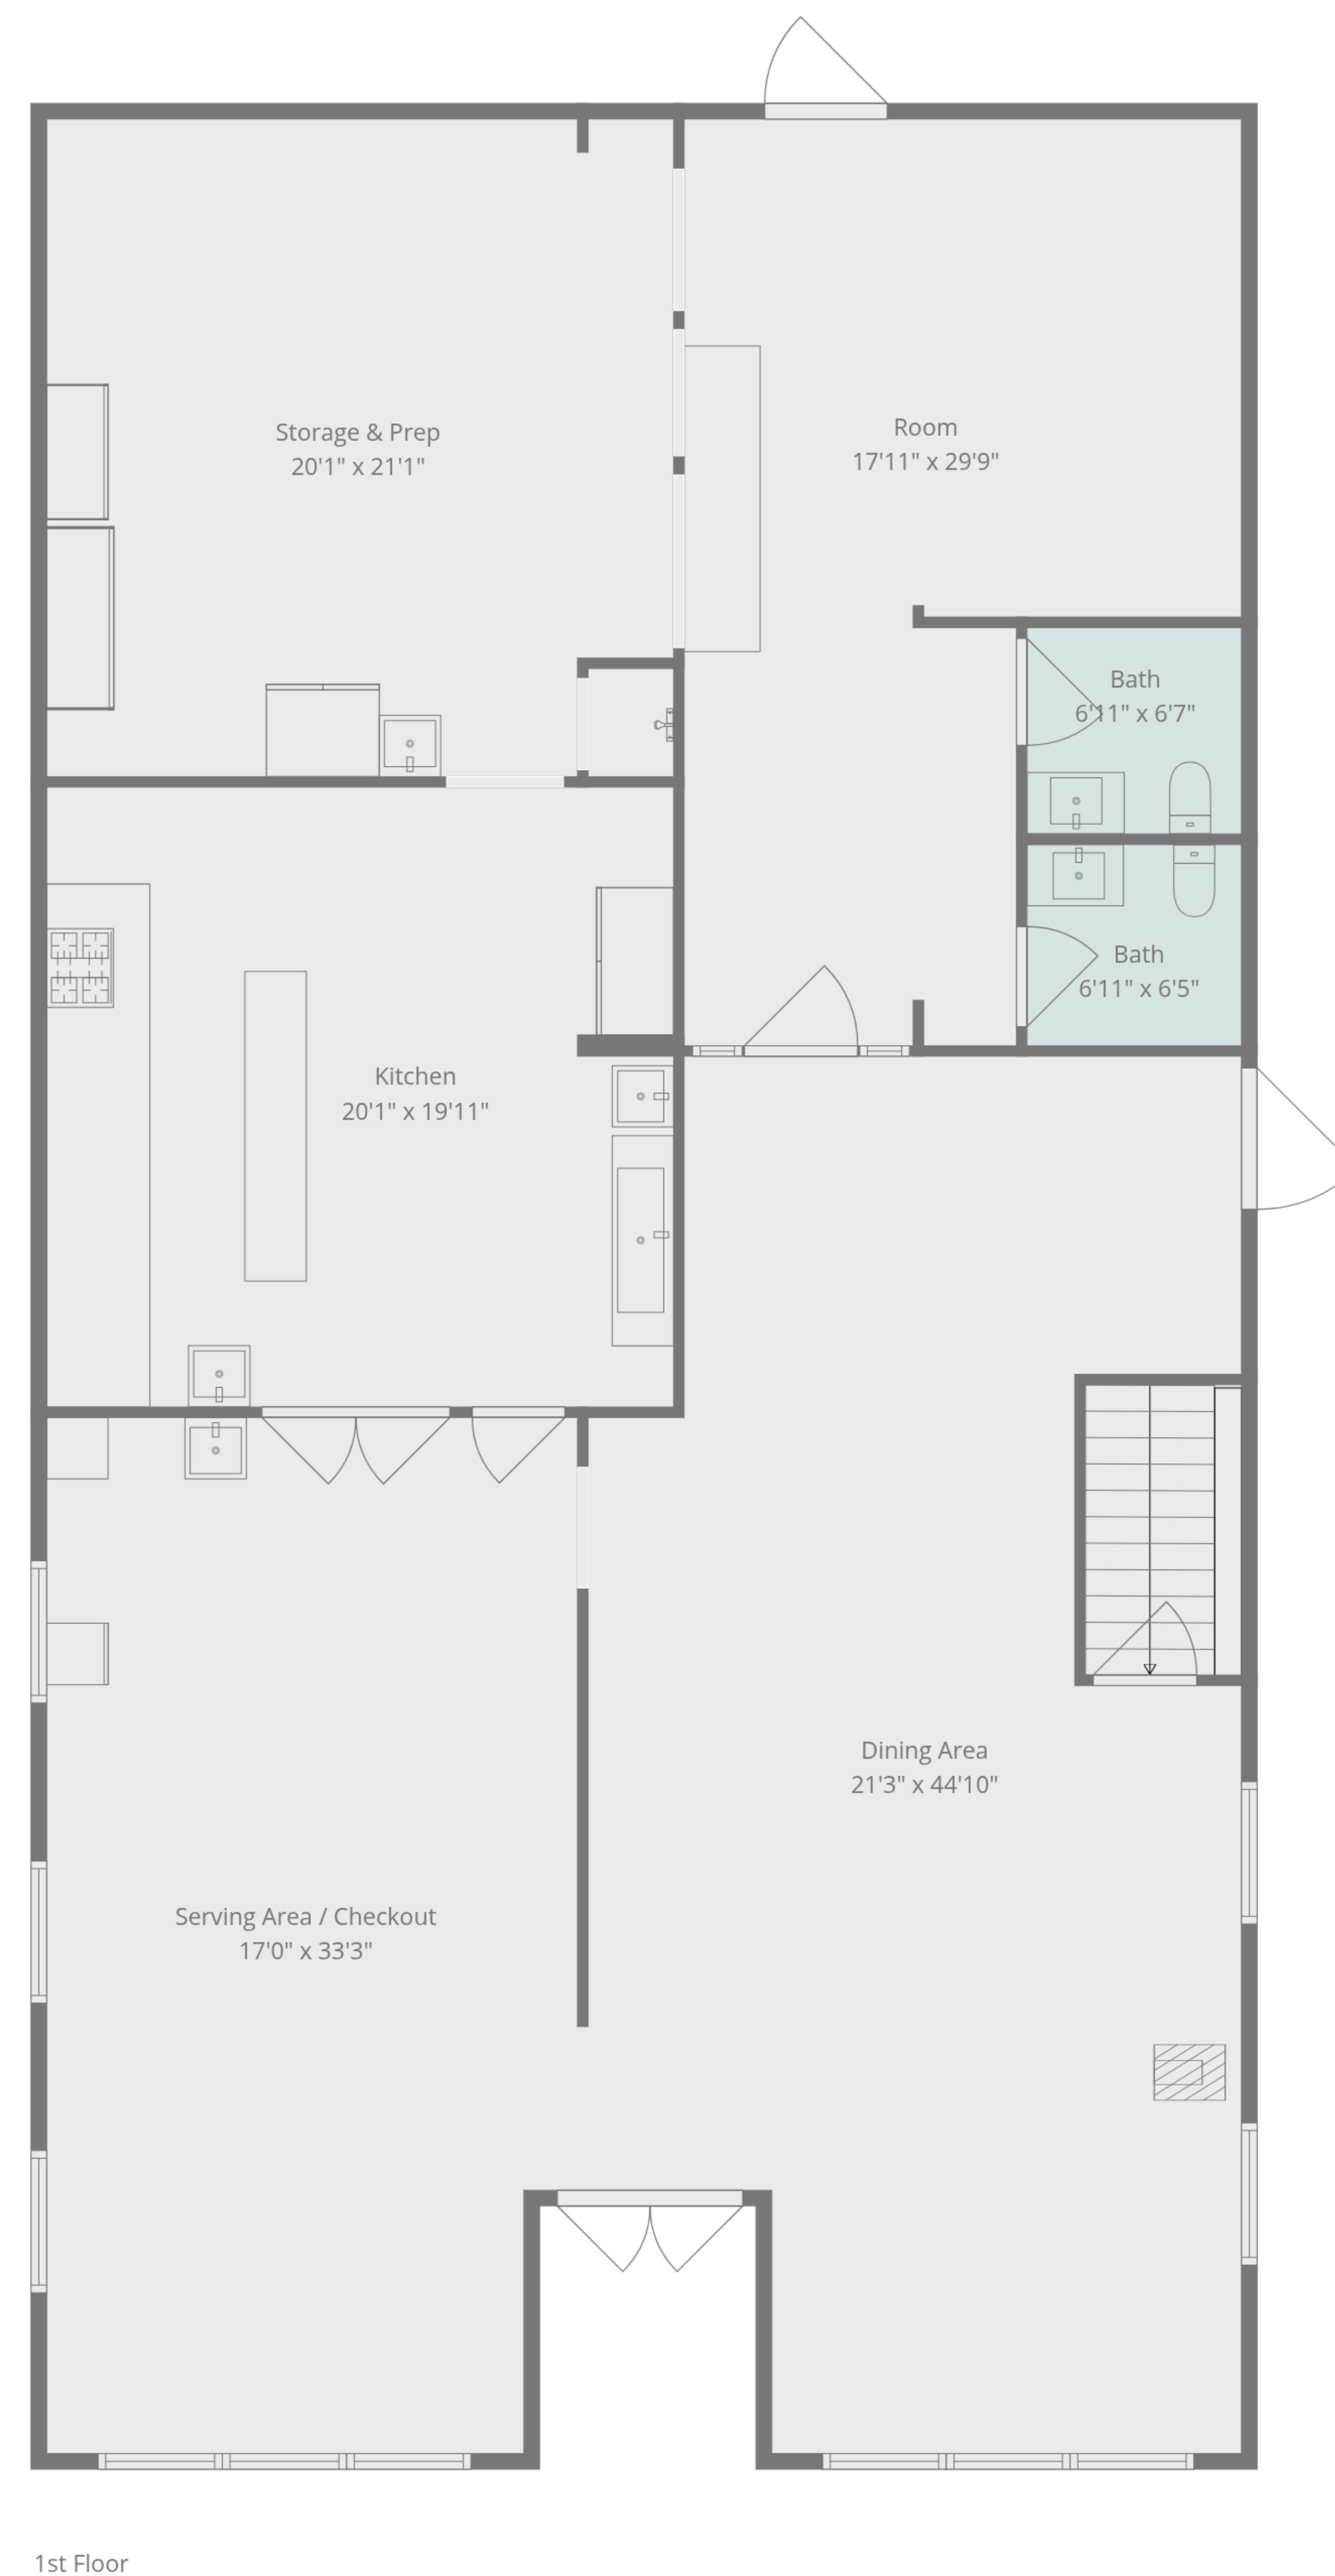 Storage & Prep
20'1" x 21'1"
Room
17'11" x 29'9"
Bath
6'11" x 6'7"
Bath
6'11" x 6'5"
Kitchen
20'1" x 19'11"
Dining Area
21'3" x 44'10"
Serving Area / Checkout
17'0" x 33'3"
1st Floor